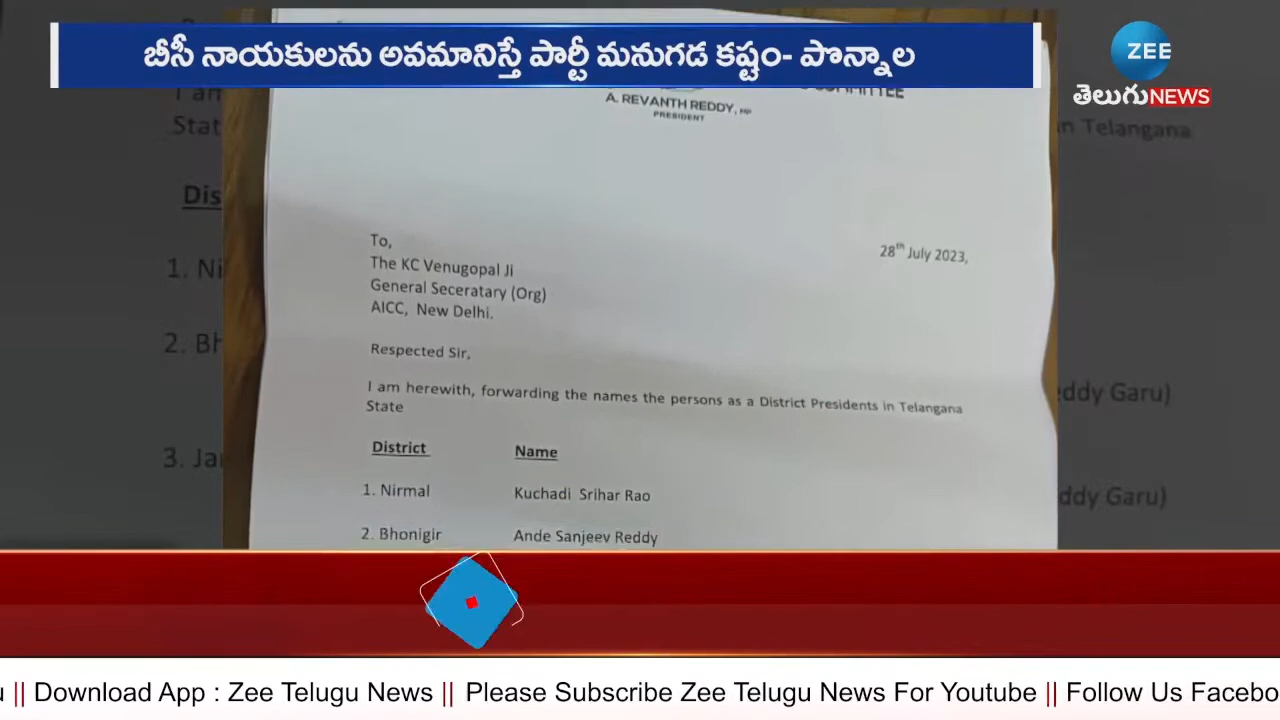 బీసీ నాయకులను అవమానిస్తే పార్టీ మనుగడ కష్టం- పొన్నాల
ZEE
తెలుగు NEWS
A. REVANTH REDDY, MP
PRESIDENT
28th July 2023,
To,
The KC Venugopal Ji
General Seceratary (Org)
AICC, New Delhi.
Respected Sir,
I am herewith, forwarding the names the persons as a District Presidents in Telangana
State
District Name
1. Nirmal Kuchadi Srihar Rao
2. Bhonigir Ande Sanjeev Reddy
I am
Stat
n Telangana
Dis
1. Ni
2. Bh
eddy Garu)
3. Jan
ddy Garu)
|| Download App : Zee Telugu News || Please Subscribe Zee Telugu News For Youtube || Follow Us Facebo